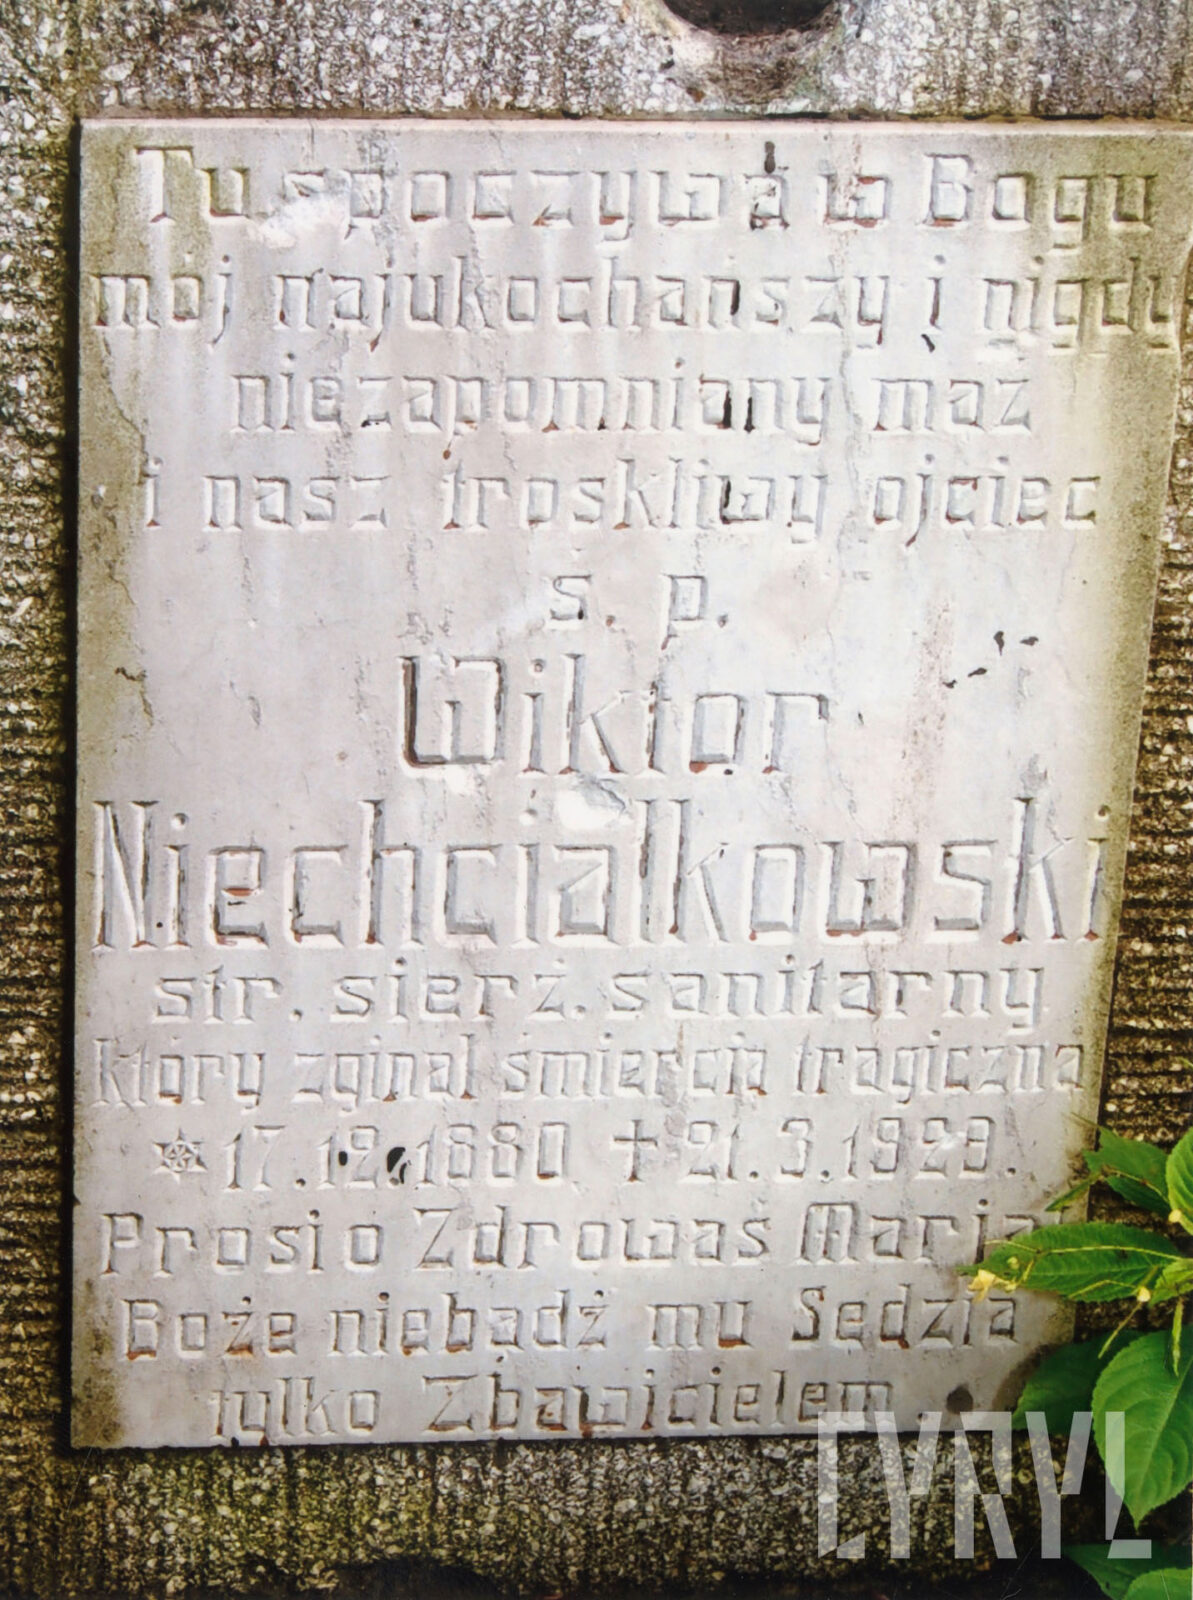 Tu spoczywa w Bogu
mój najukochańszy i nigdy
niezapomniany mąż
i nasz troskliwy ojciec
ś. p.
Wiktor
Niechciałkowski
str. sierż. sanitarny
który zginął śmiercią tragiczną
* 17.12.1880 ✝ 21.3.1929.
Prosi o Zdrowaś Marja
Boże niebądź mu Sędzią
tylko Zbawicielem.
CYRYL